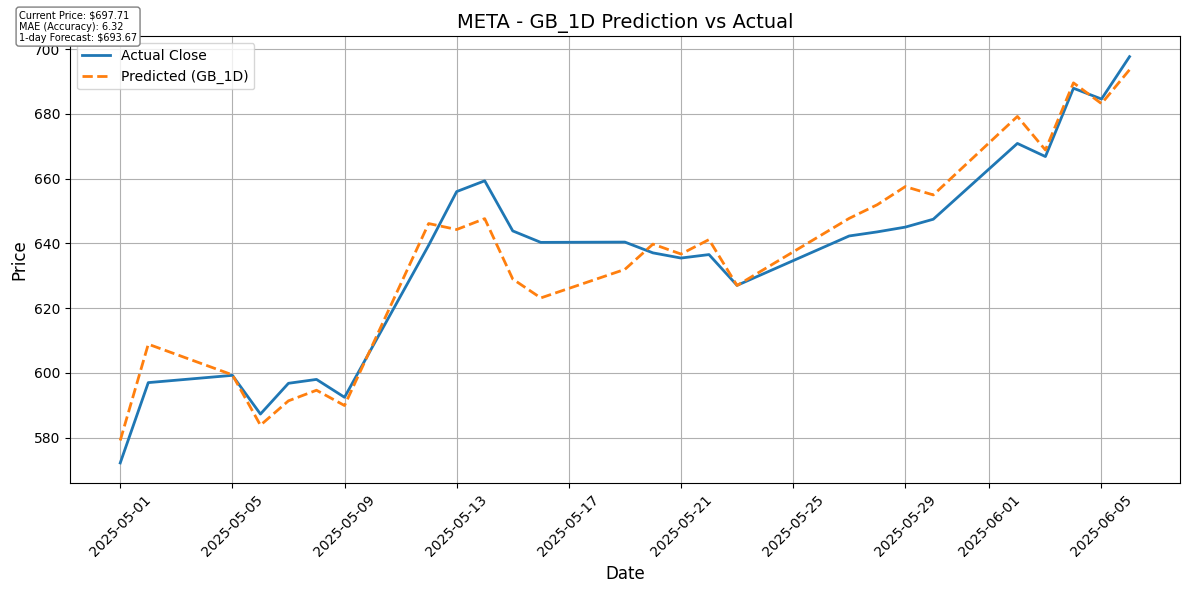 META - GB_1D Prediction vs Actual
Current Price: $697.71
MAE (Accuracy): 6.32
1-day Forecast: $693.67
Actual Close
Predicted (GB_1D)
Price
700
680
660
640
620
600
580
2025-05-01
2025-05-05
2025-05-09
2025-05-13
2025-05-17
2025-05-21
2025-05-25
2025-05-29
2025-06-01
2025-06-05
Date